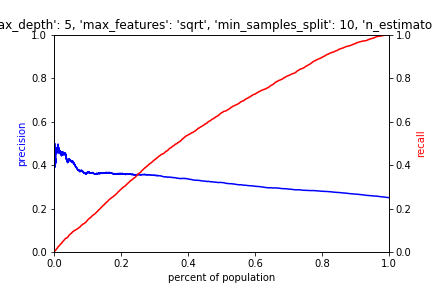 ax_depth': 5, 'max_features': 'sqrt', 'min_samples_split': 10, 'n_estimato
1.0 1.0
0.8 0.8
0.6 0.6
precision recall
0.4 0.4
0.2 0.2
0.0 0.0
0.0 0.2 0.4 0.6 0.8 1.0
percent of population